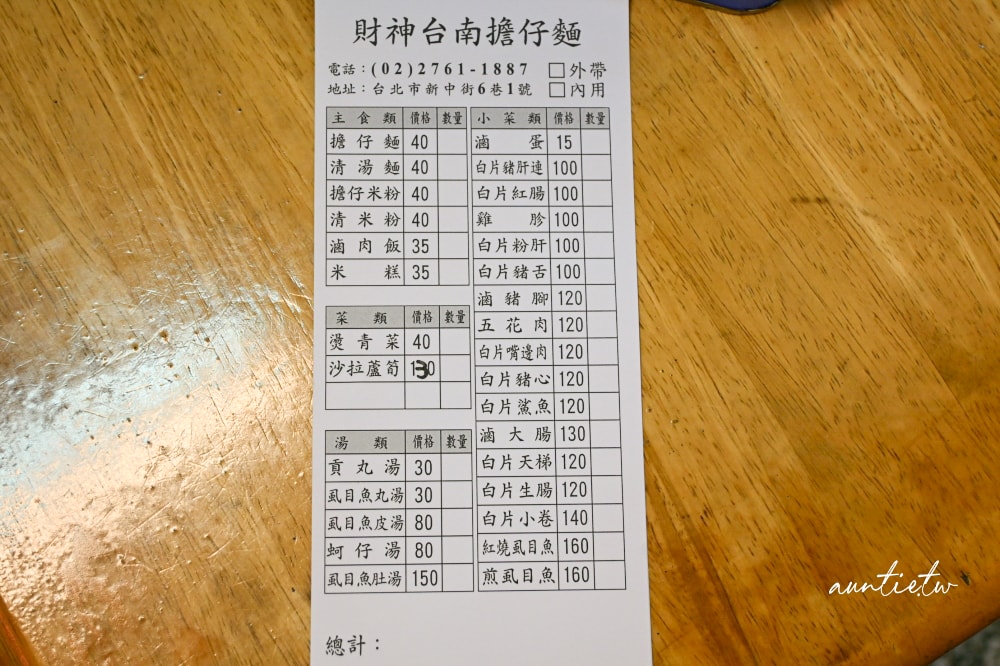 財神台南擔仔麵
電話：(02)2761-1887 □外帶
地址：台北市新中街6巷1號 □內用
主食類 價格 數量
擔仔麵 40
清湯麵 40
擔仔米粉 40
清米粉 40
滷肉飯 35
米糕 35
菜類 價格 數量
燙青菜 40
沙拉蘆筍 130
湯類 價格 數量
貢丸湯 30
虱目魚丸湯 30
虱目魚皮湯 80
蚵仔湯 80
虱目魚肚湯 150
小菜類 價格 數量
滷蛋 15
白片豬肝連 100
白片紅腸 100
雞胗 100
白片粉肝 100
白片豬舌 100
滷豬腳 120
五花肉 120
白片嘴邊肉 120
白片豬心 120
白片鯊魚 120
滷大腸 130
白片天梯 120
白片生腸 120
白片小卷 140
紅燒虱目魚 160
煎虱目魚 160
總計：
auntie.tw